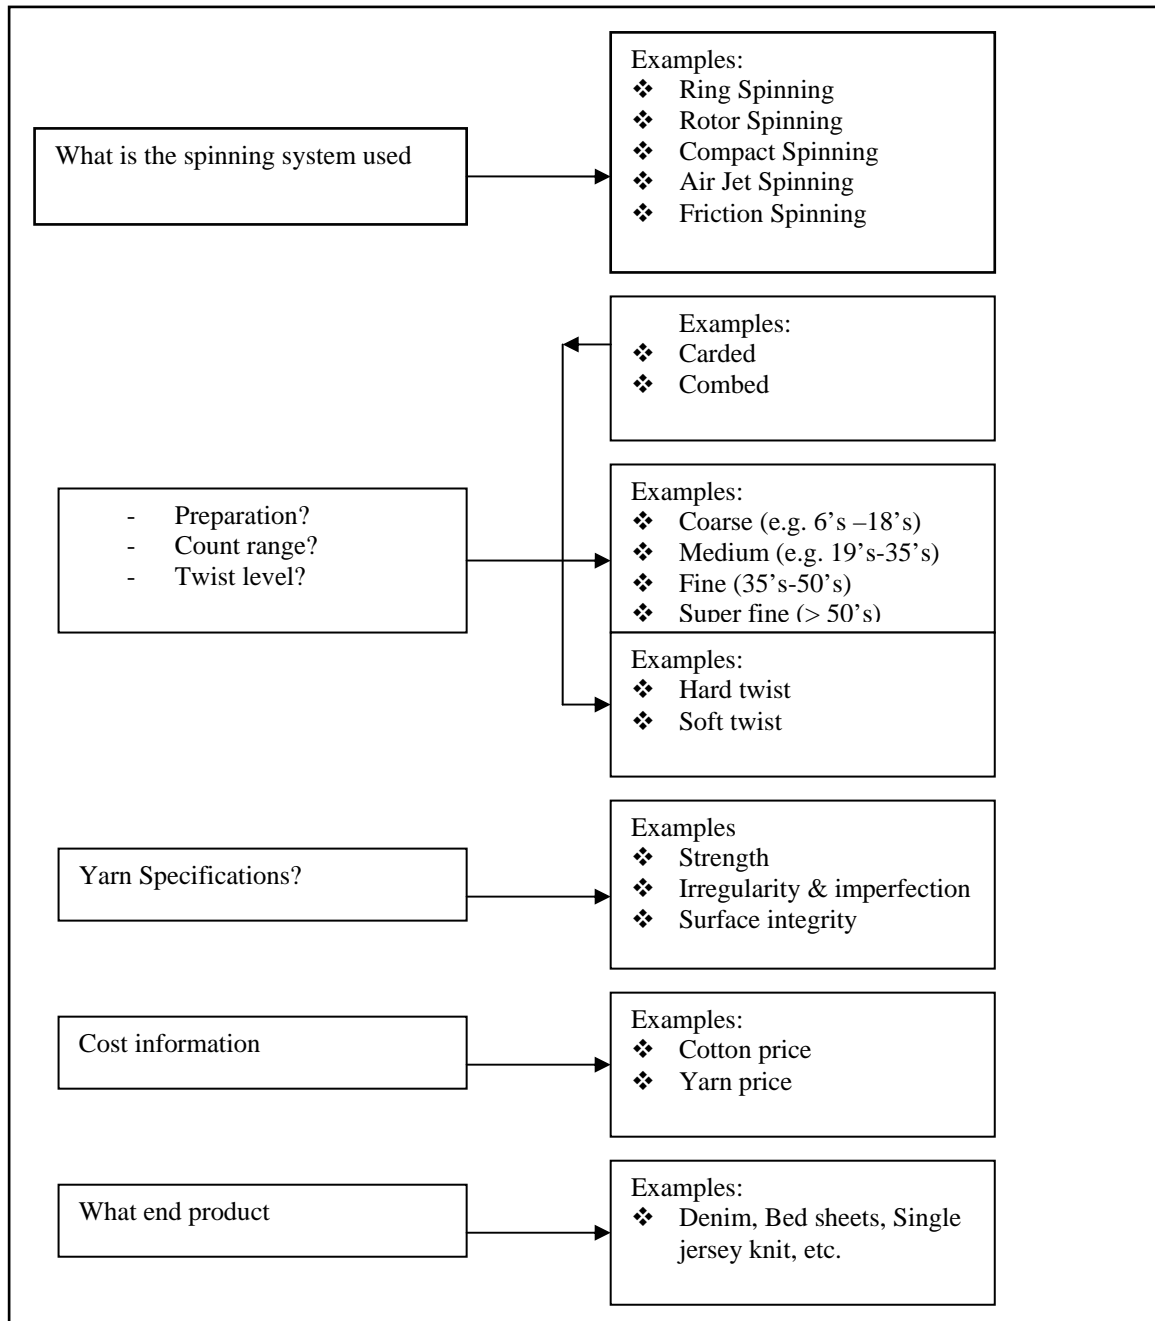 Examples:
❖ Ring Spinning
❖ Rotor Spinning
❖ Compact Spinning
❖ Air Jet Spinning
❖ Friction Spinning
What is the spinning system used
Examples:
❖ Carded
❖ Combed
- Preparation?
- Count range?
- Twist level?
Examples:
❖ Coarse (e.g. 6’s –18’s)
❖ Medium (e.g. 19’s-35’s)
❖ Fine (35’s-50’s)
❖ Super fine (> 50’s)
Examples:
❖ Hard twist
❖ Soft twist
Yarn Specifications?
Examples
❖ Strength
❖ Irregularity & imperfection
❖ Surface integrity
Cost information
Examples:
❖ Cotton price
❖ Yarn price
What end product
Examples:
❖ Denim, Bed sheets, Single
jersey knit, etc.